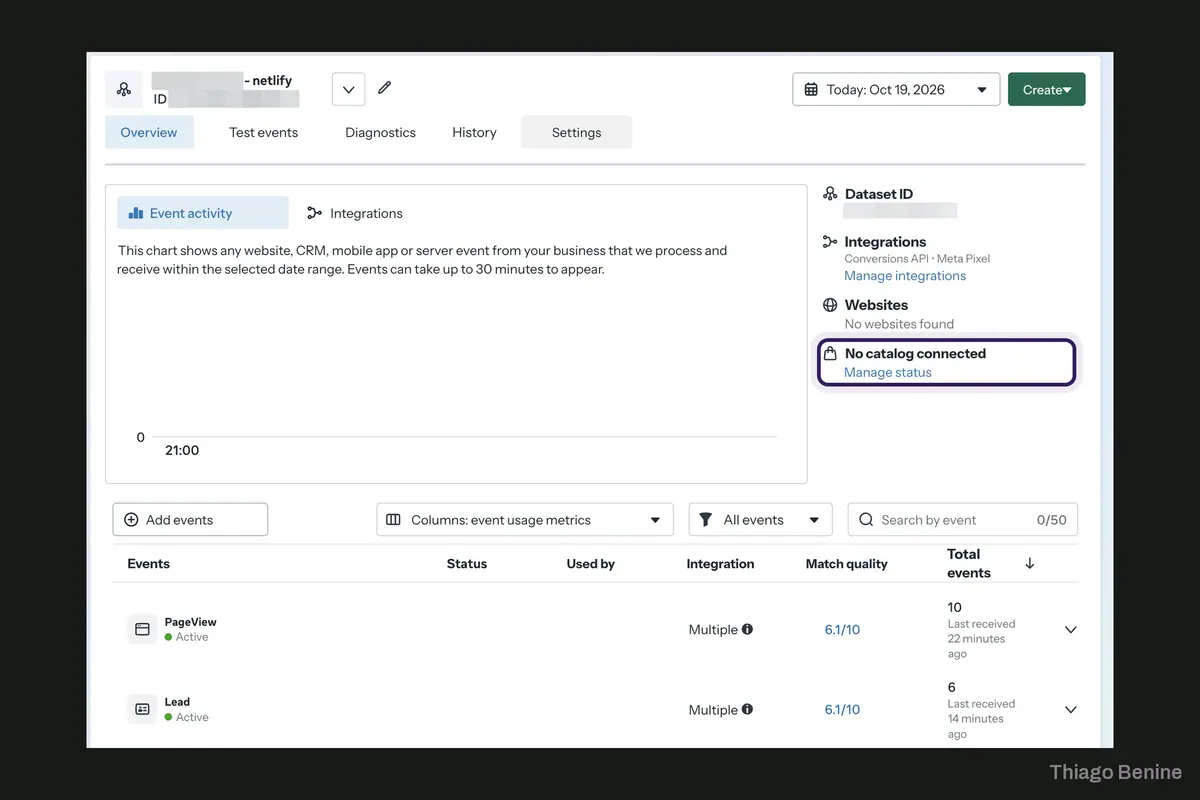 - netlify
ID
Today: Oct 19, 2026
Create
Overview
Test events
Diagnostics
History
Settings
Event activity
Integrations
This chart shows any website, CRM, mobile app or server event from your business that we process and
receive within the selected date range. Events can take up to 30 minutes to appear.
0
21:00
Dataset ID
Integrations
Conversions API • Meta Pixel
Manage integrations
Websites
No websites found
No catalog connected
Manage status
Add events
Columns: event usage metrics
All events
Search by event
0/50
Events
Status
Used by
Integration
Match quality
Total
events
PageView
Active
Multiple
6.1/10
10
Last received
22 minutes
ago
Lead
Active
Multiple
6.1/10
6
Last received
14 minutes
ago
Thiago Benine